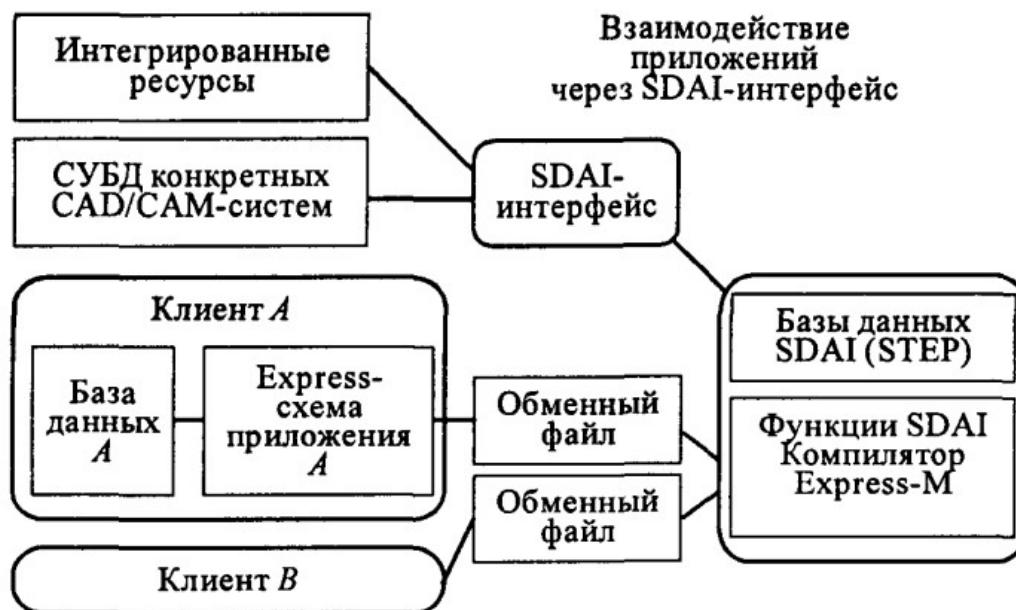 Интегрированные
ресурсы
Взаимодействие
приложений
через SDAI-интерфейс
СУБД конкретных
CAD/CAM-систем
SDAI-
интерфейс
Клиент A
База
данных
A
Express-
схема
приложения
A
Обменный
файл
Базы данных
SDAI (STEP)
Функции SDAI
Компилятор
Express-M
Обменный
файл
Клиент B